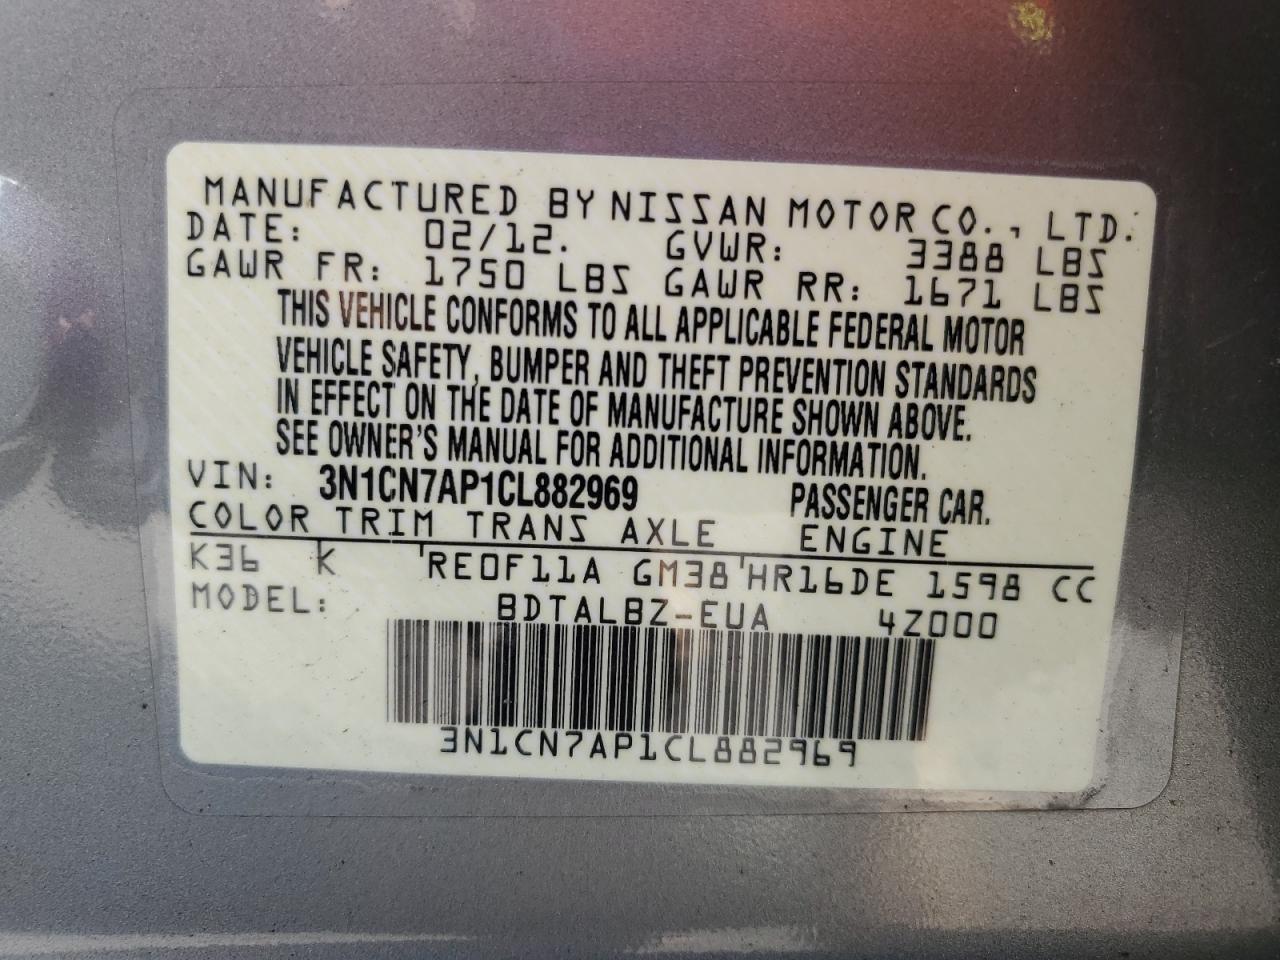 MANUFACTURED BY NISSAN MOTOR CO., LTD.
DATE: 02/12. GVWR: 3388 LBS
GAWR FR: 1750 LBS GAWR RR: 1671 LBS
THIS VEHICLE CONFORMS TO ALL APPLICABLE FEDERAL MOTOR
VEHICLE SAFETY, BUMPER AND THEFT PREVENTION STANDARDS
IN EFFECT ON THE DATE OF MANUFACTURE SHOWN ABOVE.
SEE OWNER'S MANUAL FOR ADDITIONAL INFORMATION.
VIN: 3N1CN7AP1CL882969 PASSENGER CAR.
COLOR TRIM TRANS AXLE ENGINE
K36 K RE0F11A GM38 HR16DE 1598 CC
MODEL: BDTALBZ-EUA 4Z000
3N1CN7AP1CL882969